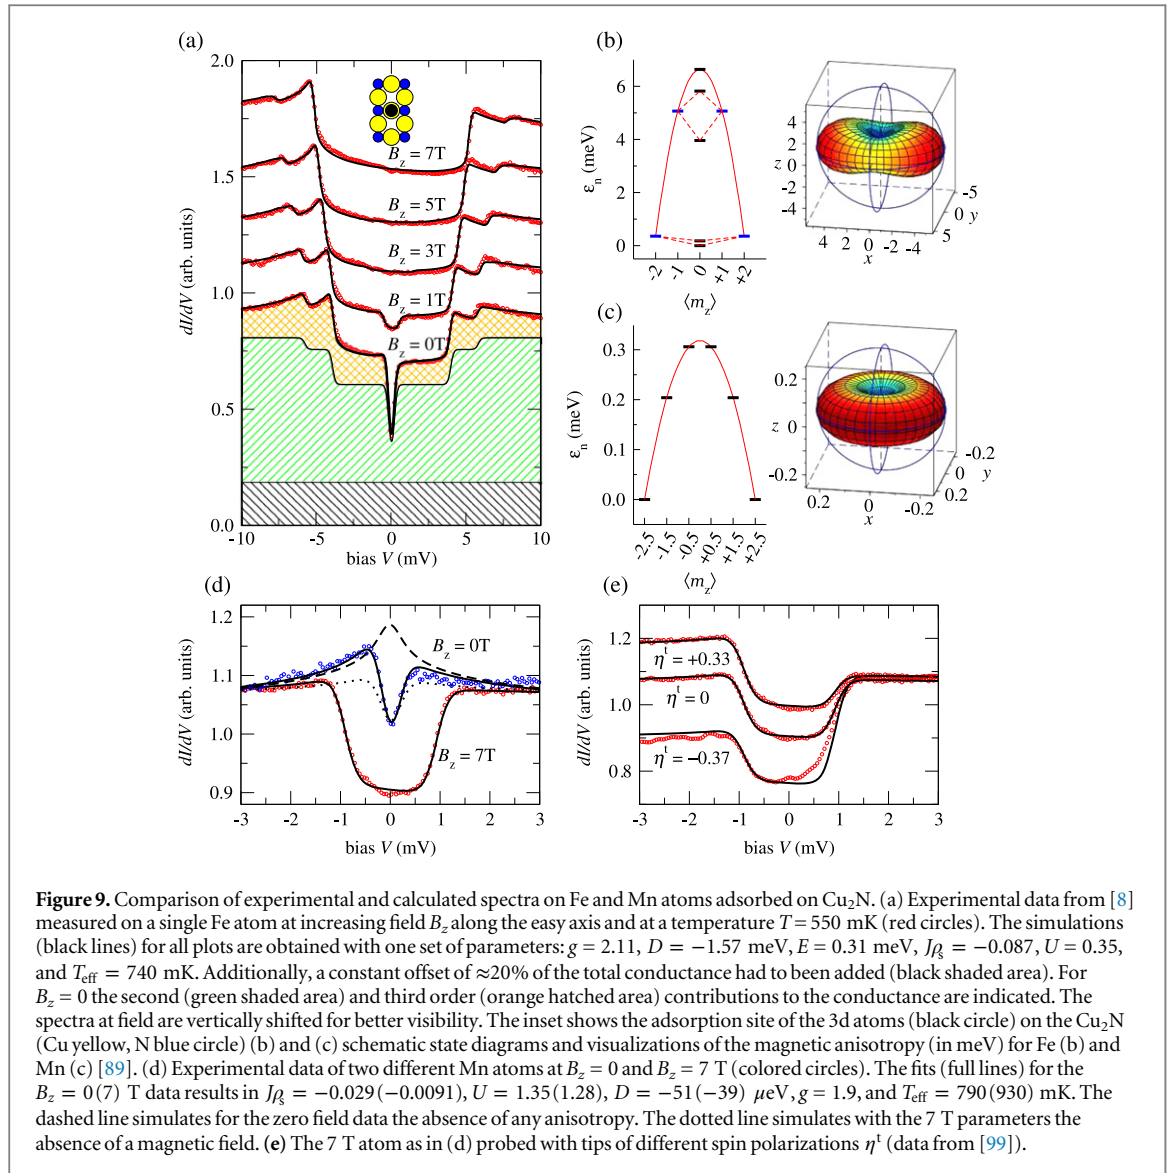 (a)
2.0
1.5
1.0
0.5
0.0
dI/dV (arb. units)
B_z = 7T
B_z = 5T
B_z = 3T
B_z = 1T
B_z = 0T
-10
-5
0
5
10
bias V (mV)
(b)
6
4
2
0
ε_n (meV)
-2
-1
0
+1
+2
⟨m_z⟩
4
2
z 0
-2
-4
4 2 0 -2 -4
x
-5
0 y
5
(c)
0.3
0.2
0.1
0.0
ε_n (meV)
-2.5
-1.5
-0.5
+0.5
+1.5
+2.5
⟨m_z⟩
0.2
z 0
-0.2
0.2 0 -0.2
x
-0.2
0 y
0.2
(d)
1.2
1.1
1.0
0.9
dI/dV (arb. units)
B_z = 0T
B_z = 7T
-3 -2 -1 0 1 2 3
bias V (mV)
(e)
1.2
1.0
0.8
dI/dV (arb. units)
η^t = +0.33
η^t = 0
η^t = −0.37
-3 -2 -1 0 1 2 3
bias V (mV)
Figure 9. Comparison of experimental and calculated spectra on Fe and Mn atoms adsorbed on Cu₂N. (a) Experimental data from [8]
measured on a single Fe atom at increasing field B_z along the easy axis and at a temperature T = 550 mK (red circles). The simulations
(black lines) for all plots are obtained with one set of parameters: g = 2.11, D = −1.57 meV, E = 0.31 meV, Jρ_s = −0.087, U = 0.35,
and T_eff = 740 mK. Additionally, a constant offset of ≈20% of the total conductance had to been added (black shaded area). For
B_z = 0 the second (green shaded area) and third order (orange hatched area) contributions to the conductance are indicated. The
spectra at field are vertically shifted for better visibility. The inset shows the adsorption site of the 3d atoms (black circle) on the Cu₂N
(Cu yellow, N blue circle) (b) and (c) schematic state diagrams and visualizations of the magnetic anisotropy (in meV) for Fe (b) and
Mn (c) [89]. (d) Experimental data of two different Mn atoms at B_z = 0 and B_z = 7 T (colored circles). The fits (full lines) for the
B_z = 0(7) T data results in Jρ_s = −0.029(−0.0091), U = 1.35(1.28), D = −51(−39) μeV, g = 1.9, and T_eff = 790(930) mK. The
dashed line simulates for the zero field data the absence of any anisotropy. The dotted line simulates with the 7 T parameters the
absence of a magnetic field. (e) The 7 T atom as in (d) probed with tips of different spin polarizations η^t (data from [99]).